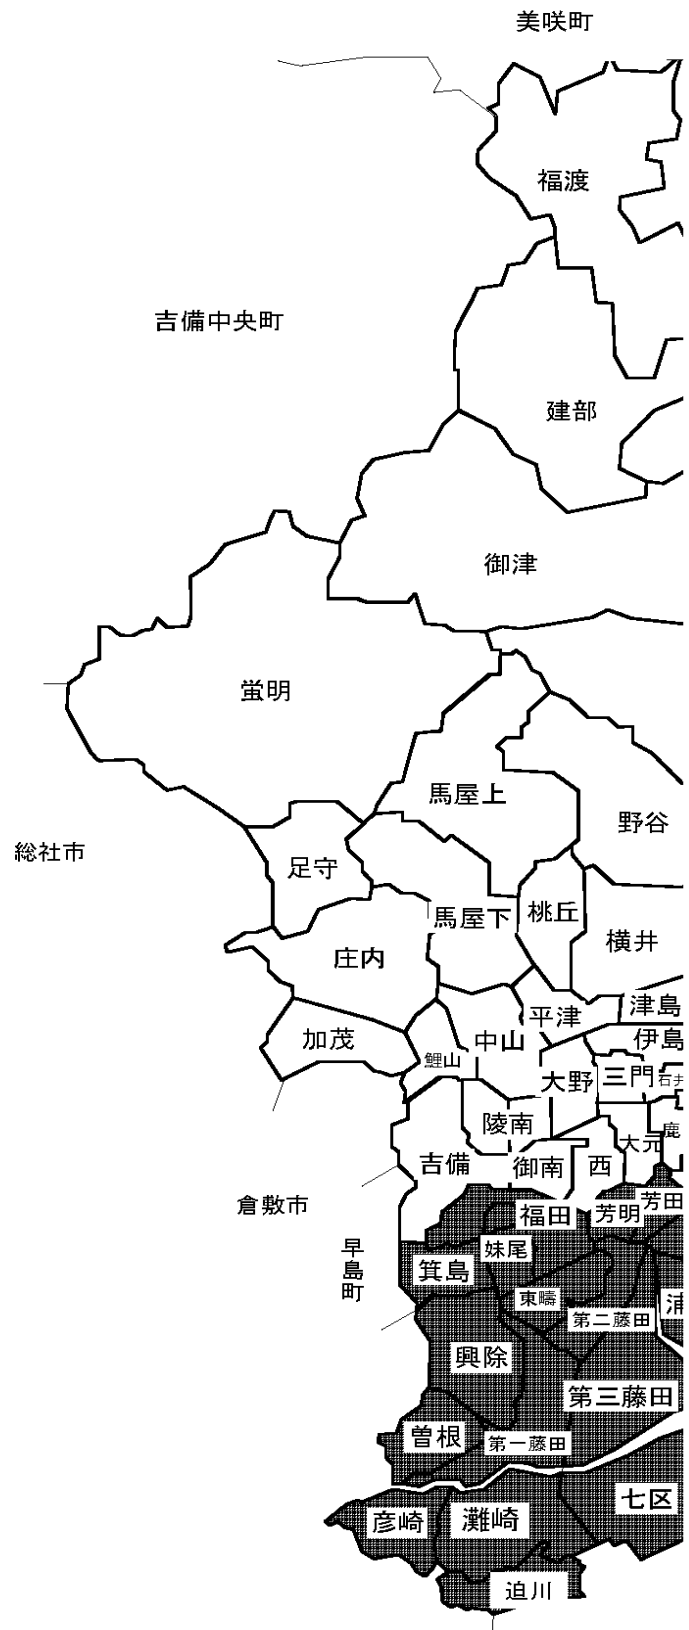 美咲町
福渡
吉備中央町
建部
御津
蛍明
馬屋上
野谷
総社市
足守
馬屋下
桃丘
横井
庄内
津島
平津
加茂
中山
伊島
鯉山
大野
三門
石井
陵南
大元
鹿
吉備
御南
西
倉敷市
福田
芳明
芳田
早島町
妹尾
箕島
東疇
第二藤田
浦
興除
第三藤田
曽根
第一藤田
七区
彦崎
灘崎
迫川